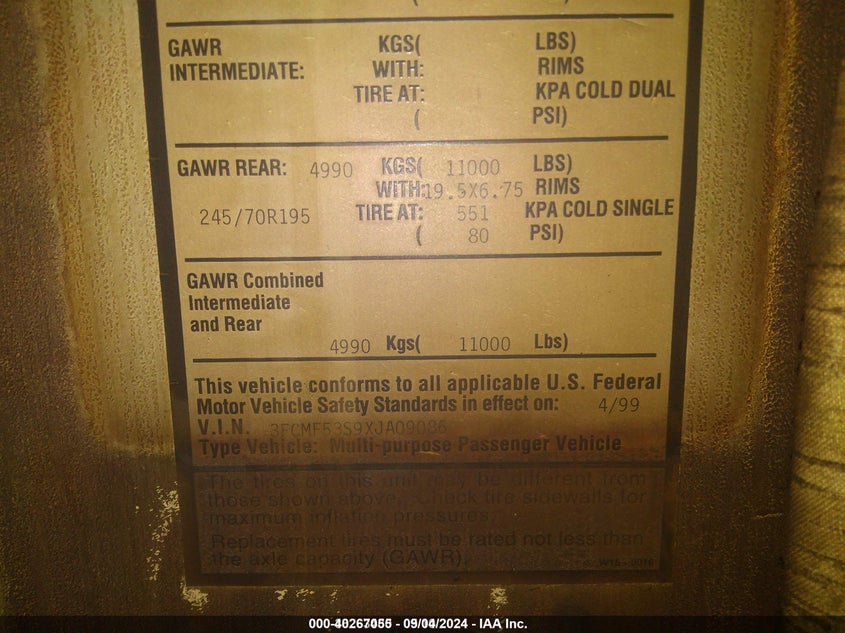 GAWR KGS( LBS)
INTERMEDIATE: WITH: RIMS
TIRE AT: KPA COLD DUAL
( PSI)
GAWR REAR: 4990 KGS( 11000 LBS)
WITH: 19.5X6.75 RIMS
245/70R195 TIRE AT: 551 KPA COLD SINGLE
( 80 PSI)
GAWR Combined
Intermediate
and Rear
4990 Kgs( 11000 Lbs)
This vehicle conforms to all applicable U.S. Federal
Motor Vehicle Safety Standards in effect on: 4/99
V.I.N. 3FCMF53S9XJA09086
Type Vehicle: Multi-purpose Passenger Vehicle
The tires on this unit may be different from
those shown above. Check tire sidewalls for
maximum inflation pressures.
Replacement tires must be rated not less than
the axle capacity (GAWR).
- 09/04/2024 - IAA Inc.